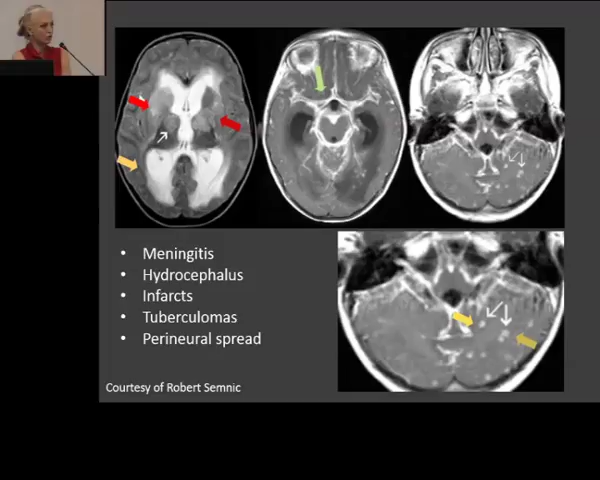 Meningitis
Hydrocephalus
Infarcts
Tuberculomas
Perineural spread
Courtesy of Robert Semnic